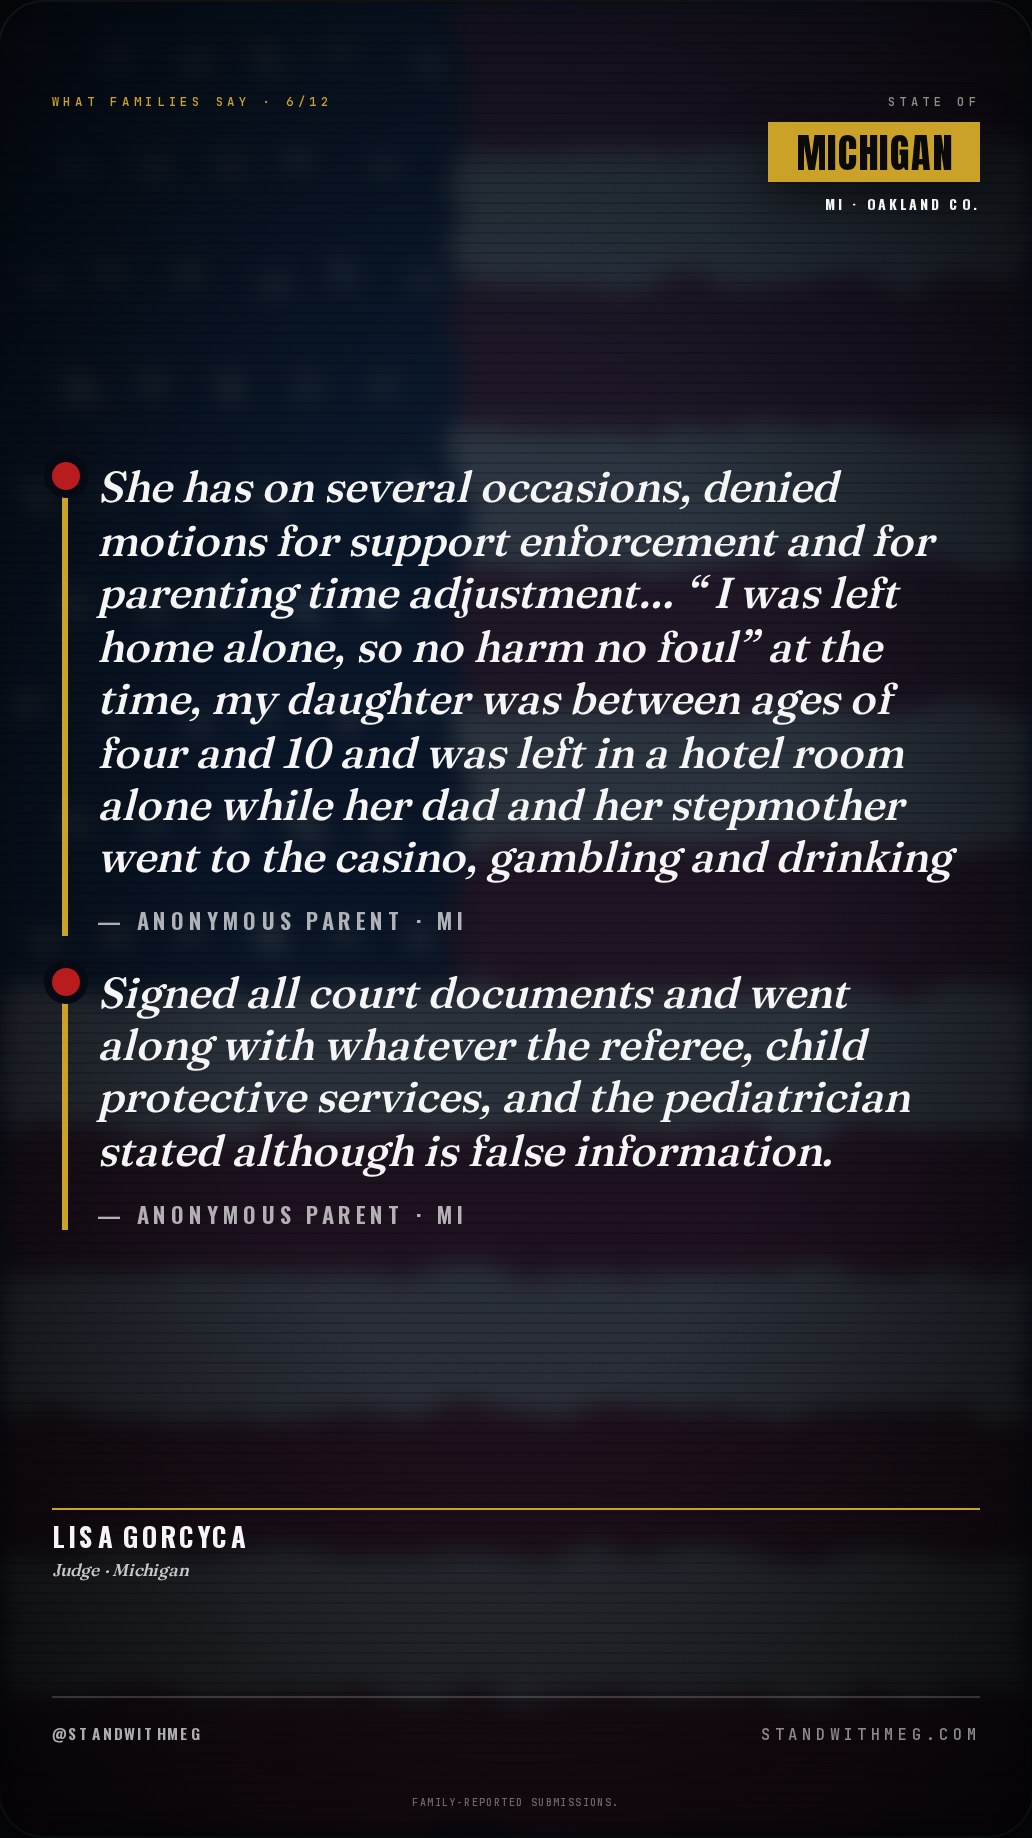 WHAT FAMILIES SAY · 6/12
STATE OF
MICHIGAN
MI · OAKLAND CO.
She has on several occasions, denied
motions for support enforcement and for
parenting time adjustment... “ I was left
home alone, so no harm no foul” at the
time, my daughter was between ages of
four and 10 and was left in a hotel room
alone while her dad and her stepmother
went to the casino, gambling and drinking
— ANONYMOUS PARENT · MI
Signed all court documents and went
along with whatever the referee, child
protective services, and the pediatrician
stated although is false information.
— ANONYMOUS PARENT · MI
LISA GORCYCA
Judge · Michigan
@STANDWITHMEG
STANDWITHMEG.COM
FAMILY-REPORTED SUBMISSIONS.